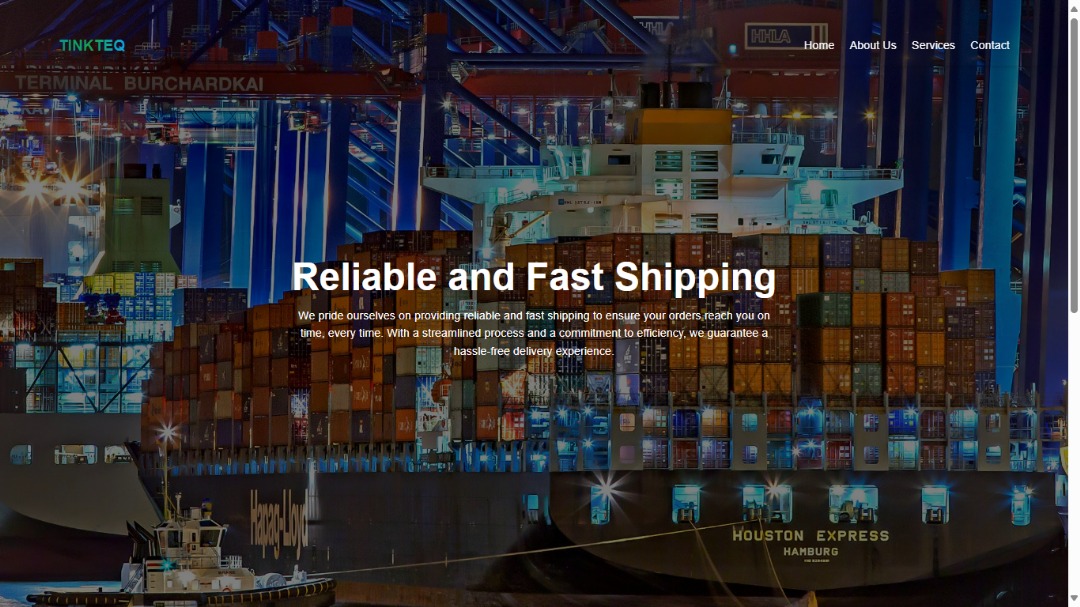 HHLA
TINKTEQ
Home About Us Services Contact
TERMINAL BURCHARDKAI
Reliable and Fast Shipping
We pride ourselves on providing reliable and fast shipping to ensure your orders reach you on
time, every time. With a streamlined process and a commitment to efficiency, we guarantee a
hassle-free delivery experience.
Hapag-Lloyd
HOUSTON EXPRESS
HAMBURG